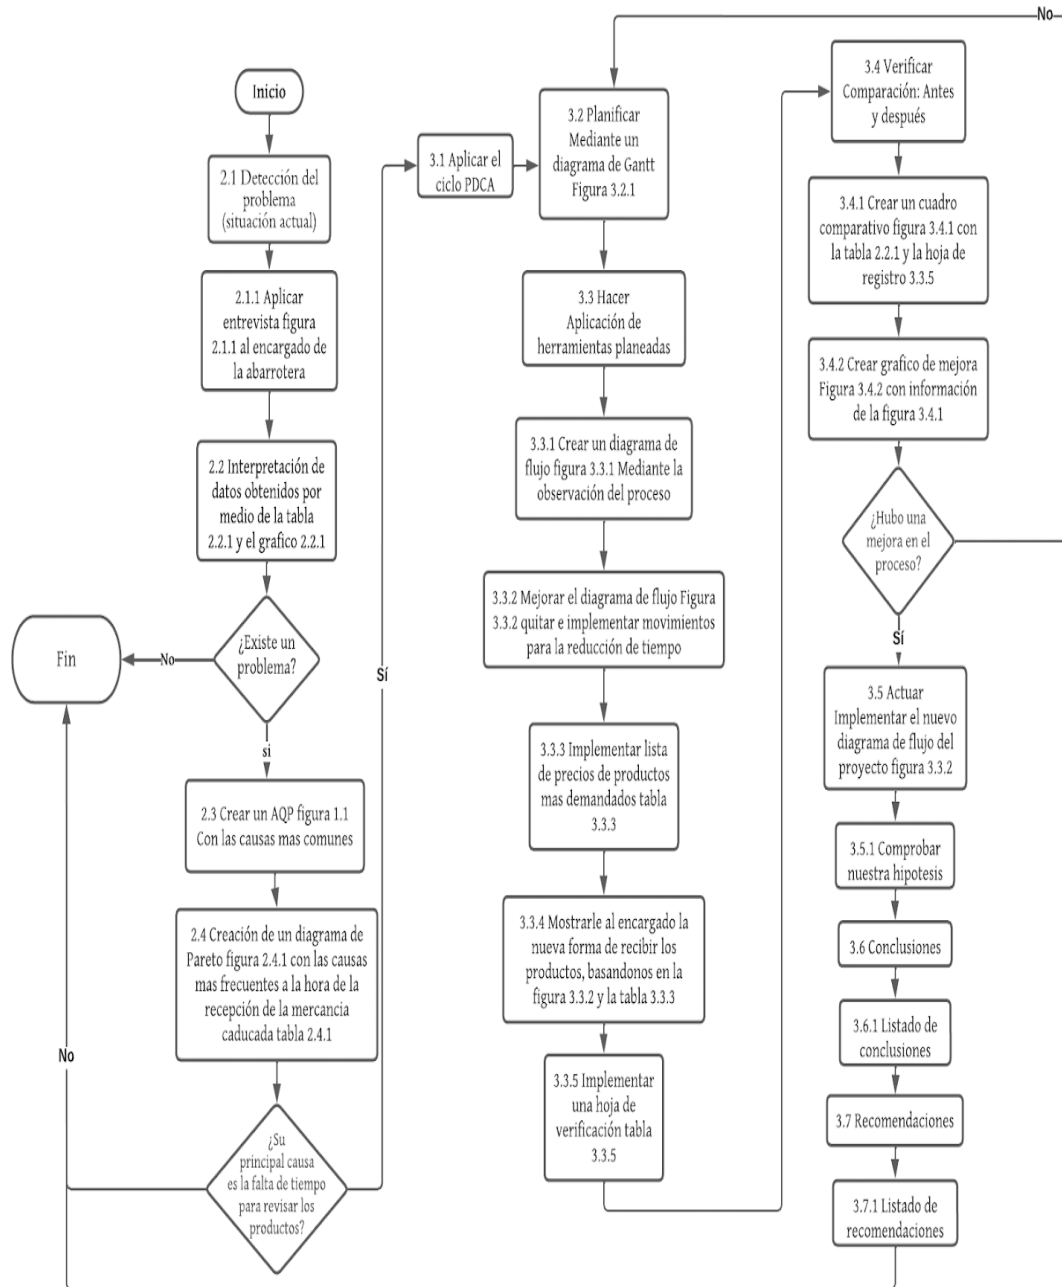 Inicio
2.1 Detección del
problema
(situación actual)
2.1.1 Aplicar
entrevista figura
2.1.1 al encargado de
la abarrotera
2.2 Interpretación de
datos obtenidos por
medio de la tabla
2.2.1 y el grafico 2.2.1
¿Existe un
problema?
No
Fin
si
2.3 Crear un AQP figura 1.1
Con las causas mas comunes
2.4 Creación de un diagrama de
Pareto figura 2.4.1 con las causas
mas frecuentes a la hora de la
recepción de la mercancia
caducada tabla 2.4.1
¿Su
principal causa
es la falta de tiempo
para revisar los
productos?
No
Sí
3.1 Aplicar el
ciclo PDCA
3.2 Planificar
Mediante un
diagrama de Gantt
Figura 3.2.1
3.3 Hacer
Aplicación de
herramientas planeadas
3.3.1 Crear un diagrama de
flujo figura 3.3.1 Mediante la
observación del proceso
3.3.2 Mejorar el diagrama de flujo Figura
3.3.2 quitar e implementar movimientos
para la reducción de tiempo
3.3.3 Implementar lista
de precios de productos
mas demandados tabla
3.3.3
3.3.4 Mostrarle al encargado la
nueva forma de recibir los
productos, basandonos en la
figura 3.3.2 y la tabla 3.3.3
3.3.5 Implementar
una hoja de
verificación tabla
3.3.5
3.4 Verificar
Comparación: Antes
y después
3.4.1 Crear un cuadro
comparativo figura 3.4.1 con
la tabla 2.2.1 y la hoja de
registro 3.3.5
3.4.2 Crear grafico de mejora
Figura 3.4.2 con información
de la figura 3.4.1
¿Hubo una
mejora en el
proceso?
No
Sí
3.5 Actuar
Implementar el nuevo
diagrama de flujo del
proyecto figura 3.3.2
3.5.1 Comprobar
nuestra hipotesis
3.6 Conclusiones
3.6.1 Listado de
conclusiones
3.7 Recomendaciones
3.7.1 Listado de
recomendaciones